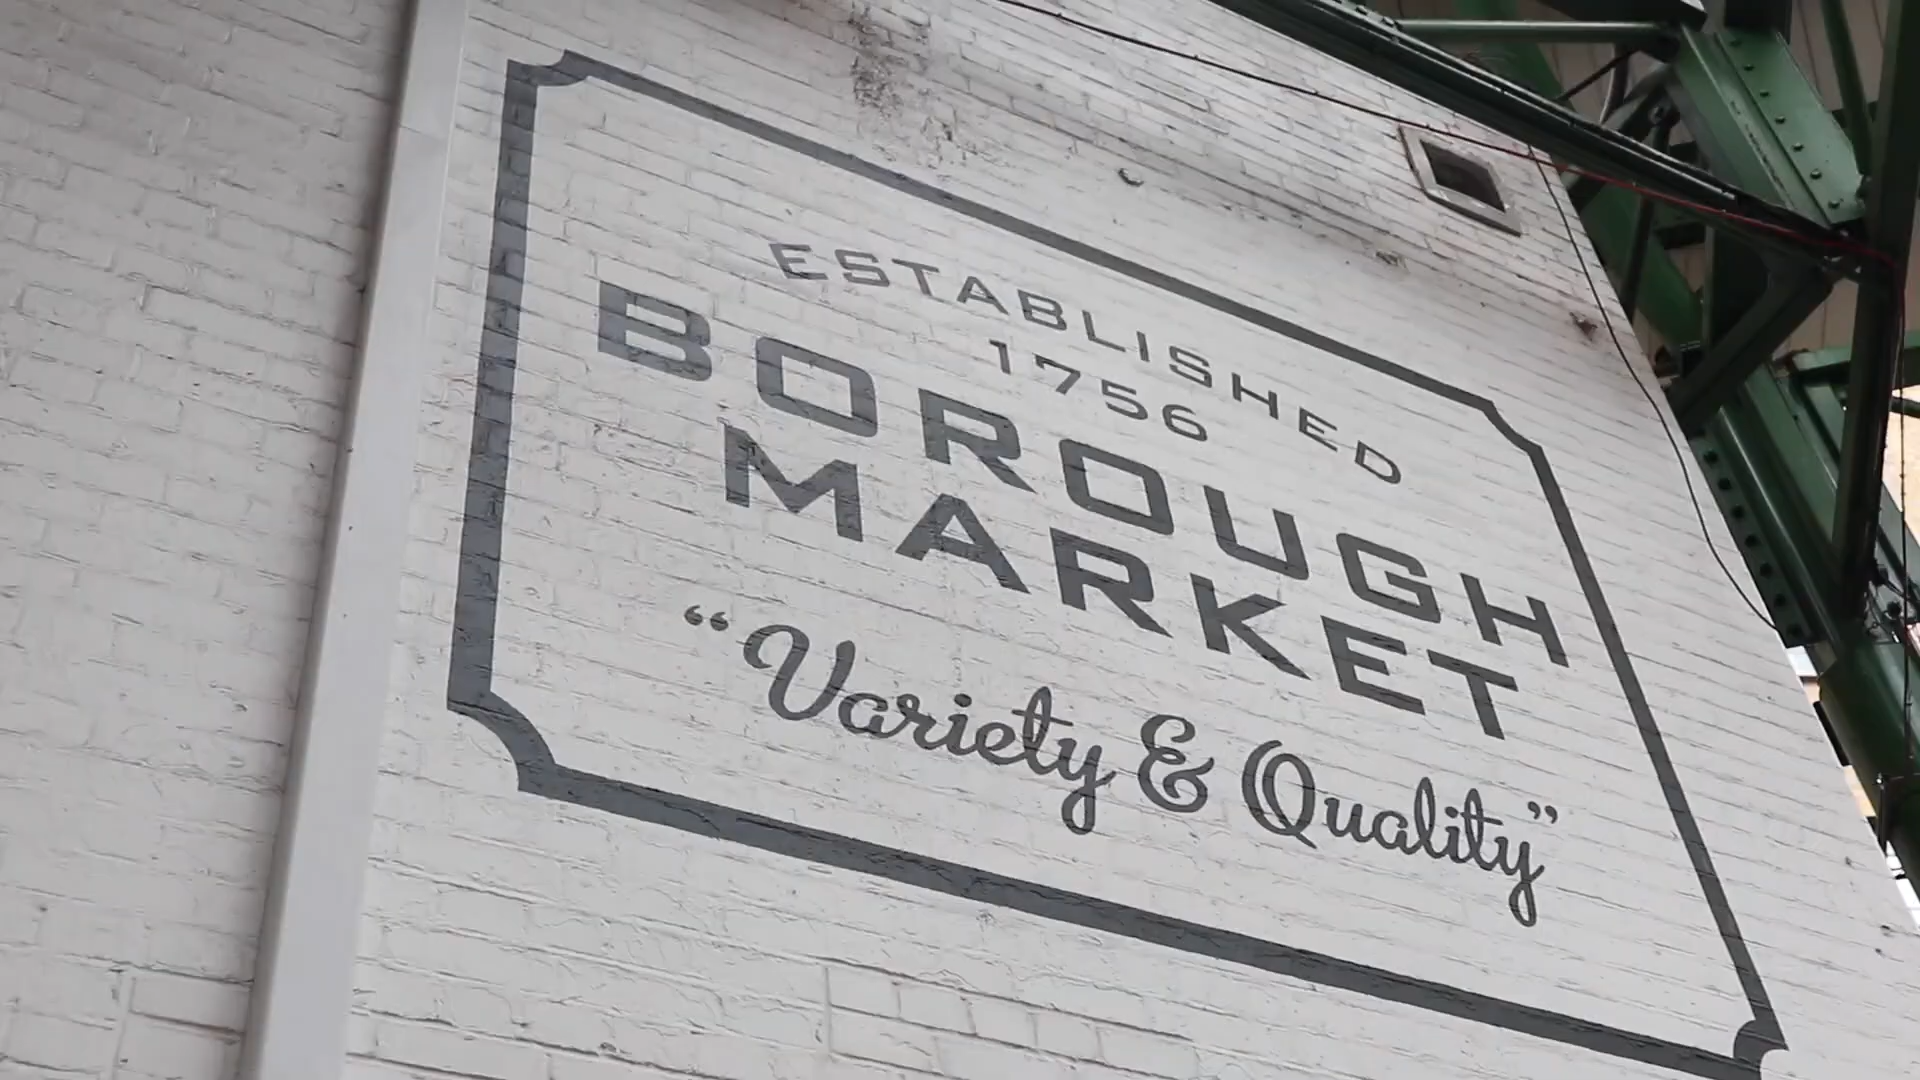 ESTABLISHED
1756
BOROUGH
MARKET
“Variety & Quality”